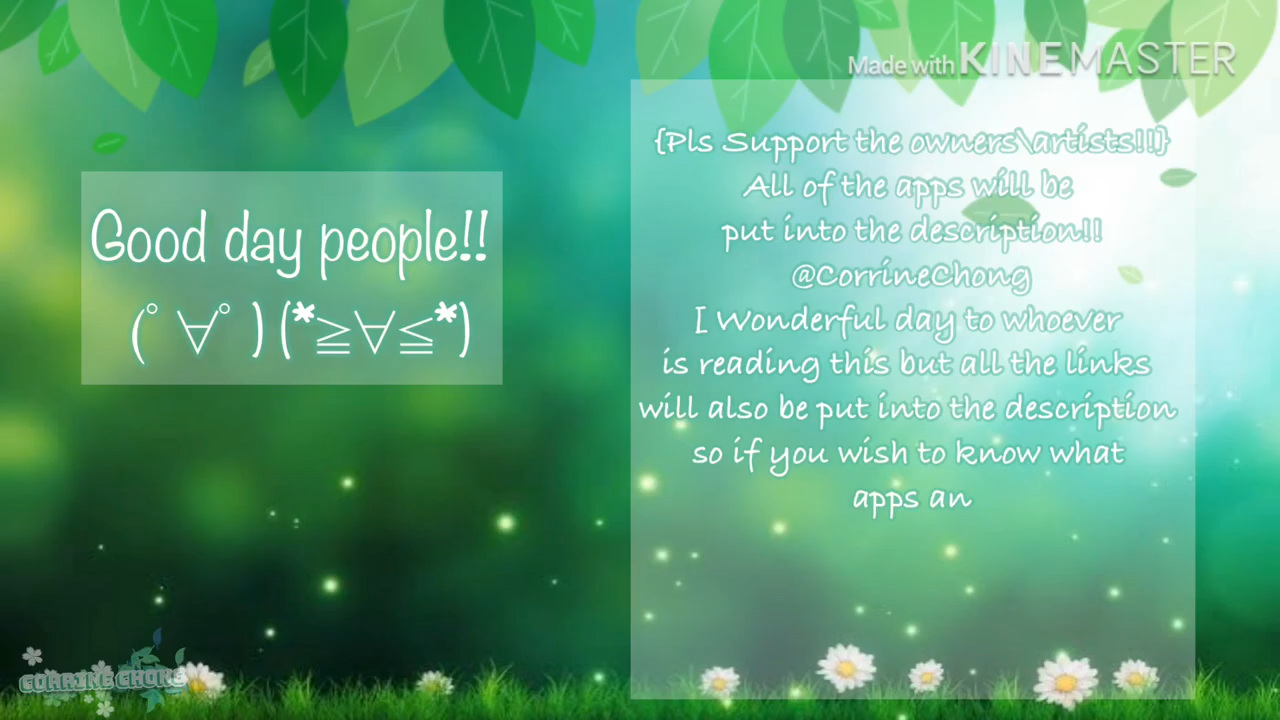 Made with KINEMASTER
Good day people!!
(ﾟ∀ﾟ)(*≧∀≦*)
{Pls Support the owners\artists!!}
All of the apps will be
put into the description!!
@CorrineChong
I Wonderful day to whoever
is reading this but all the links
will also be put into the description
so if you wish to know what
apps an
CORRINE CHONG